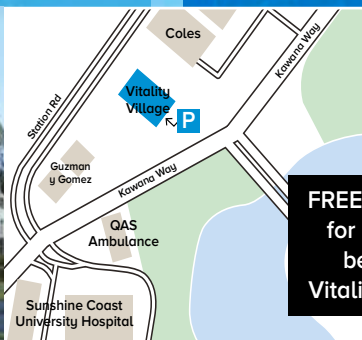 Coles
Kawana Way
Vitality
Village
P
Station Rd
Guzman
y Gomez
Kawana Way
QAS
Ambulance
FREE
for
be
Vitali
Sunshine Coast
University Hospital